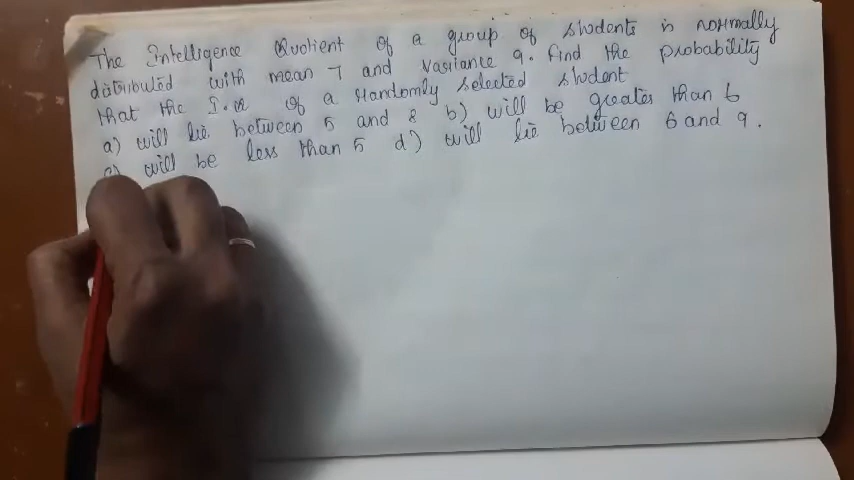 The Intelligence Quotient of a group of students is normally
distributed with mean 7 and variance 9. Find the probability
that the I.Q of a randomly selected student
a) will lie between 5 and 8 b) will be greater than 6
c) will be less than 5 d) will lie between 6 and 9.